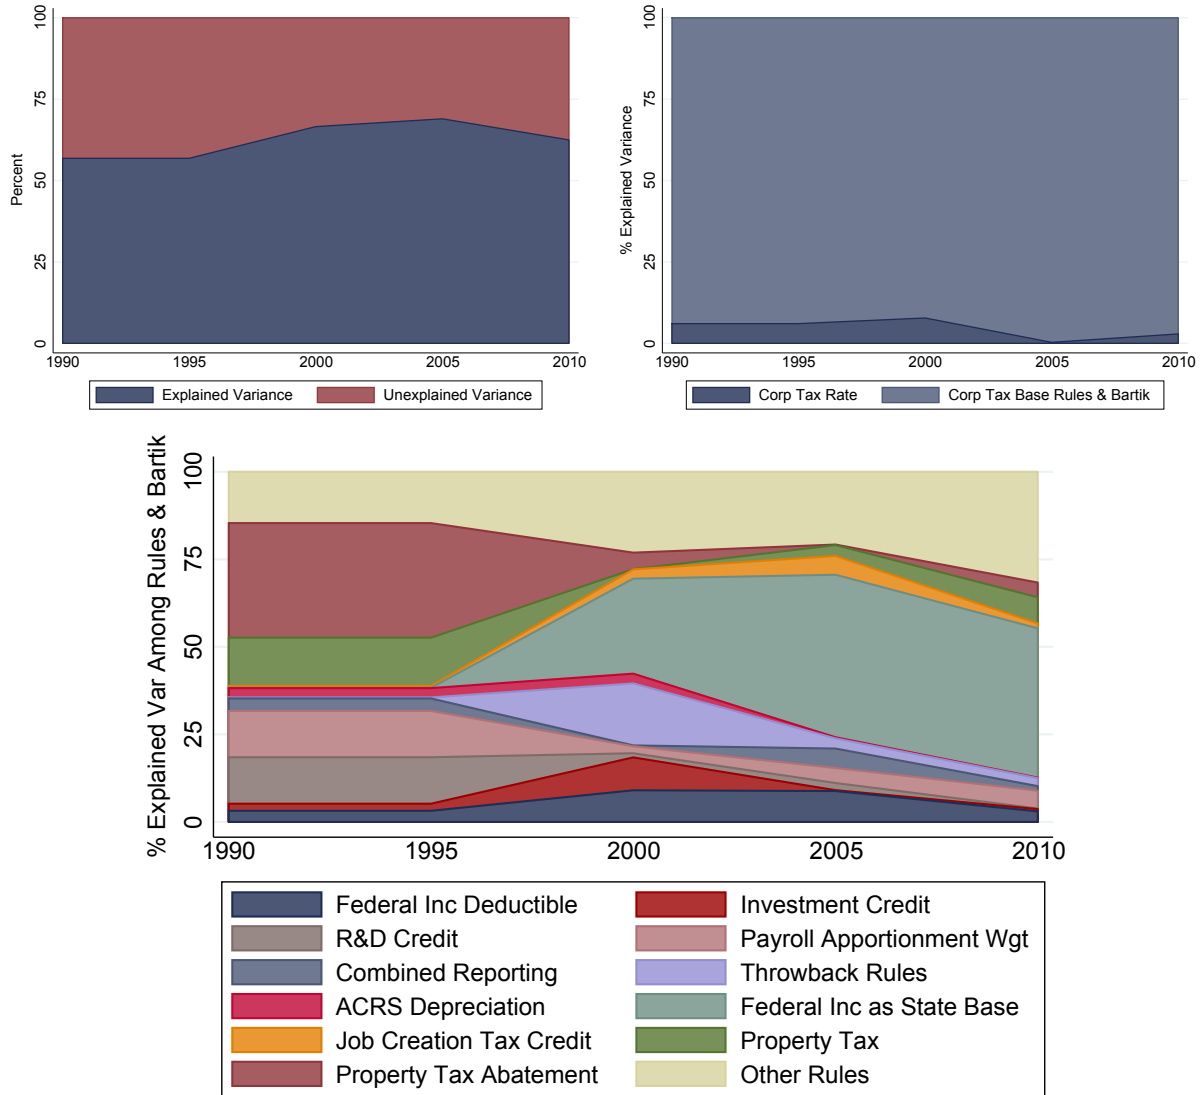 Percent
100
75
50
25
0
1990 1995 2000 2005 2010
Explained Variance Unexplained Variance
% Explained Variance
100
75
50
25
0
1990 1995 2000 2005 2010
Corp Tax Rate Corp Tax Base Rules & Bartik
% Explained Var Among Rules & Bartik
100
75
50
25
0
1990 1995 2000 2005 2010
Federal Inc Deductible Investment Credit
R&D Credit Payroll Apportionment Wgt
Combined Reporting Throwback Rules
ACRS Depreciation Federal Inc as State Base
Job Creation Tax Credit Property Tax
Property Tax Abatement Other Rules